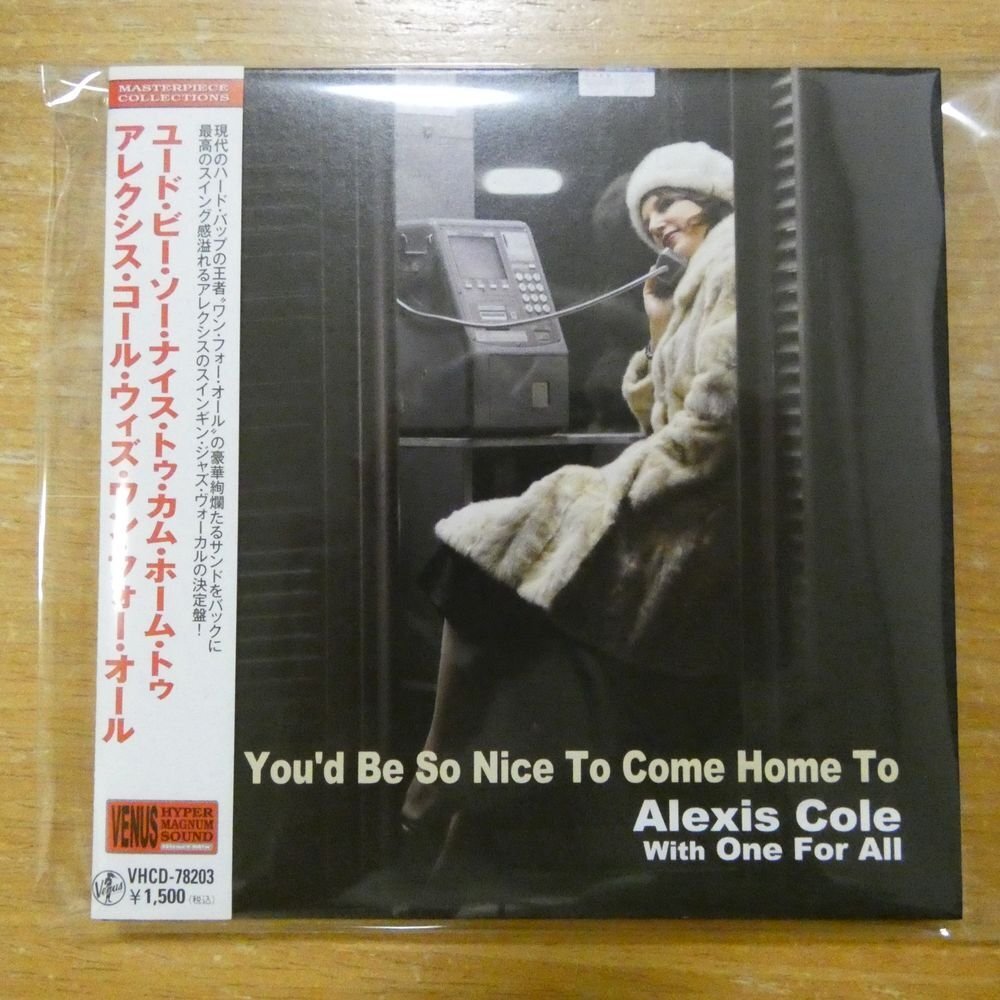 MASTERPIECE
COLLECTIONS
ユード・ビー・ソー・ナイス・トゥ・カム・ホーム・トゥ
アレクシス・コール・ウィズ・ワン・フォー・オール
現代のハード・バップの王者“ワン・フォー・オール”の豪華絢爛たるサンドをバックに
最高のスイング感溢れるアレクシスのスインギン・ジャズ・ヴォーカルの決定盤！
VENUS
HYPER
MAGNUM
SOUND
Venus
VHCD-78203
￥1,500（税込）
You'd Be So Nice To Come Home To
Alexis Cole
With One For All